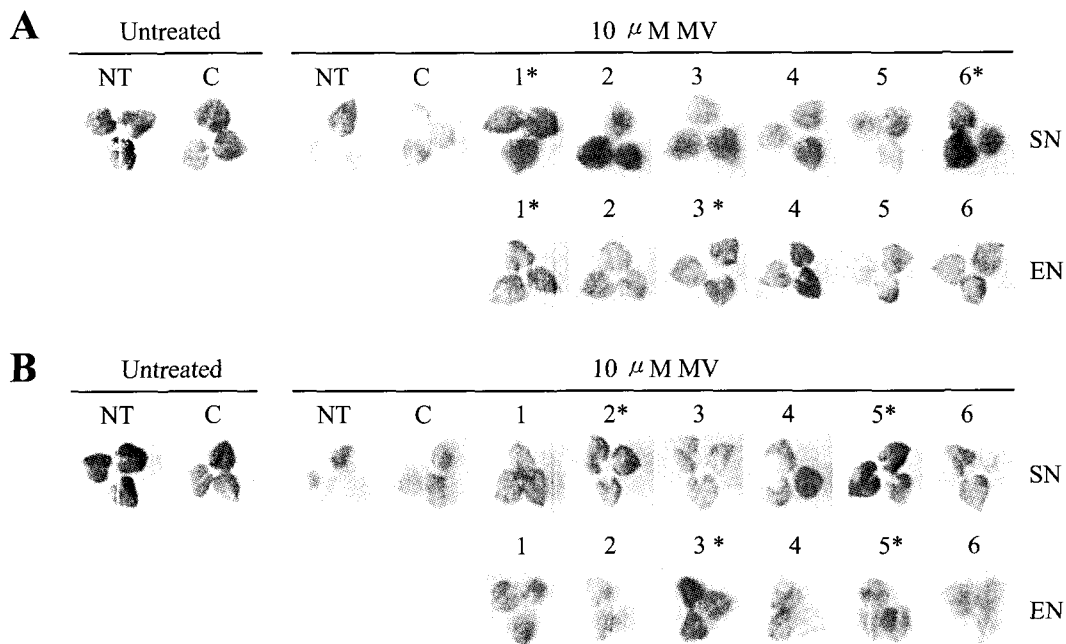 A Untreated 10 μM MV
NT C NT C 1* 2 3 4 5 6*
SN
1* 2 3* 4 5 6
EN
B Untreated 10 μM MV
NT C NT C 1 2* 3 4 5* 6
SN
1 2 3* 4 5* 6
EN